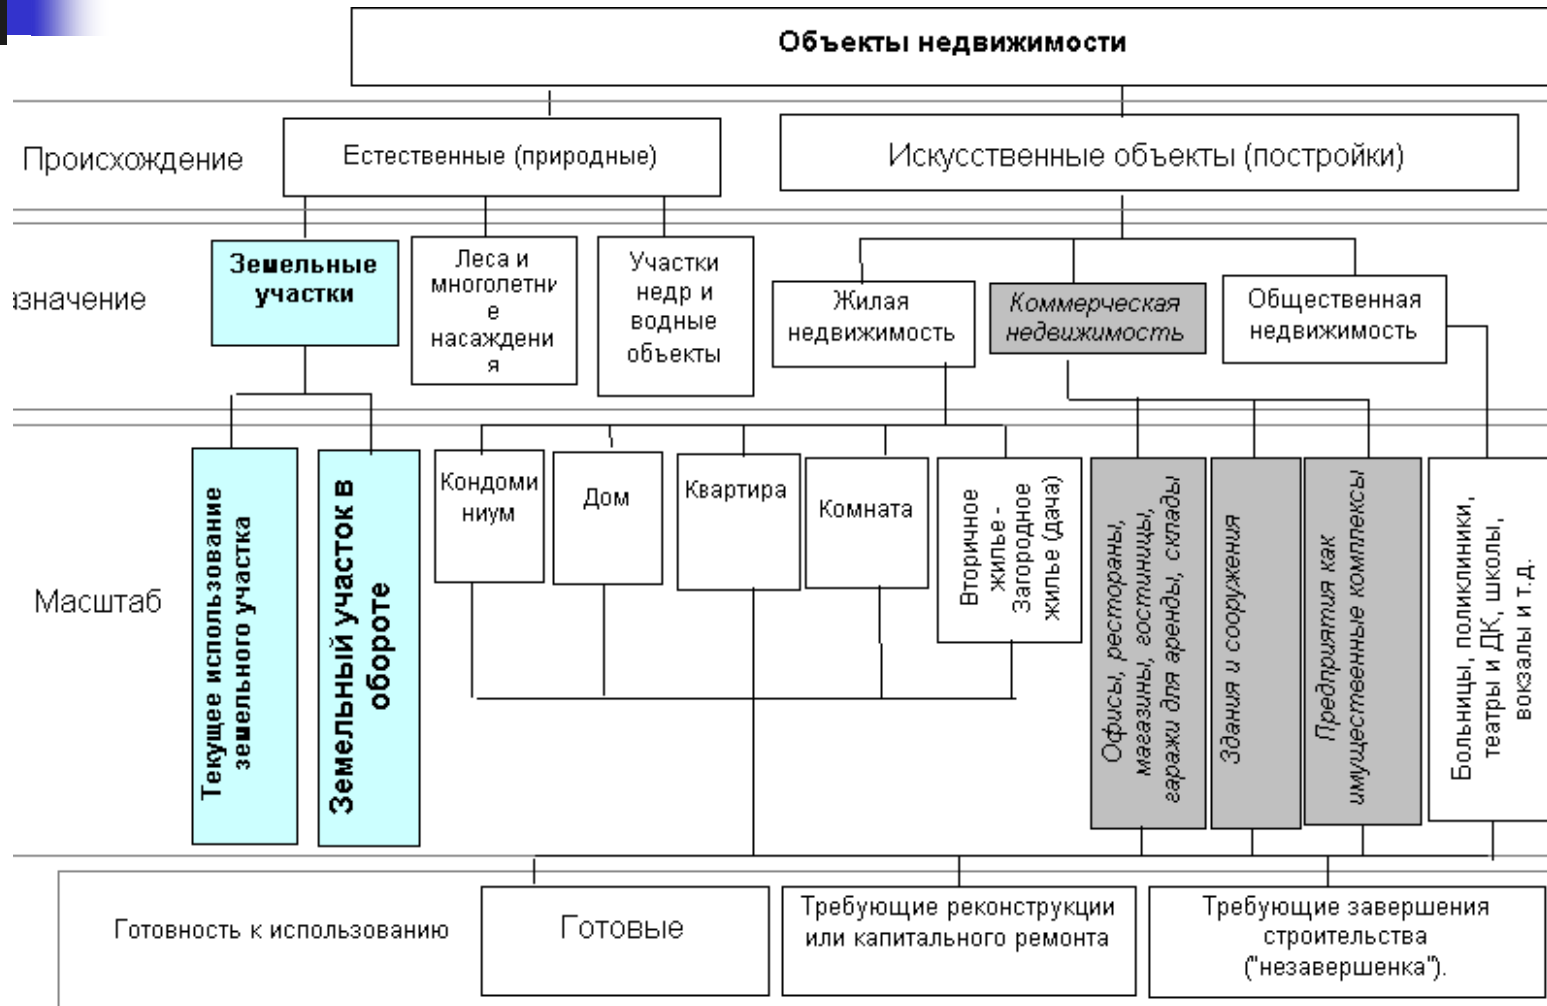 Объекты недвижимости
Происхождение
Естественные (природные)
Искусственные объекты (постройки)
азначение
Земельные
участки
Леса и
многолетни
е
насаждени
я
Участки
недр и
водные
объекты
Жилая
недвижимость
Коммерческая
недвижимость
Общественная
недвижимость
Масштаб
Текущее использование
земельного участка
Земельный участок в
обороте
Кондоми
ниум
Дом
Квартира
Комната
Вторичное
жилье -
Загородное
жилье (дача)
Офисы, рестораны,
магазины, гостиницы,
гаражи для аренды, склады
Здания и сооружения
Предприятия как
имущественные комплексы
Больницы, поликлиники,
театры и ДК, школы,
вокзалы и т.д.
Готовность к использованию
Готовые
Требующие реконструкции
или капитального ремонта
Требующие завершения
строительства
("незавершенка").